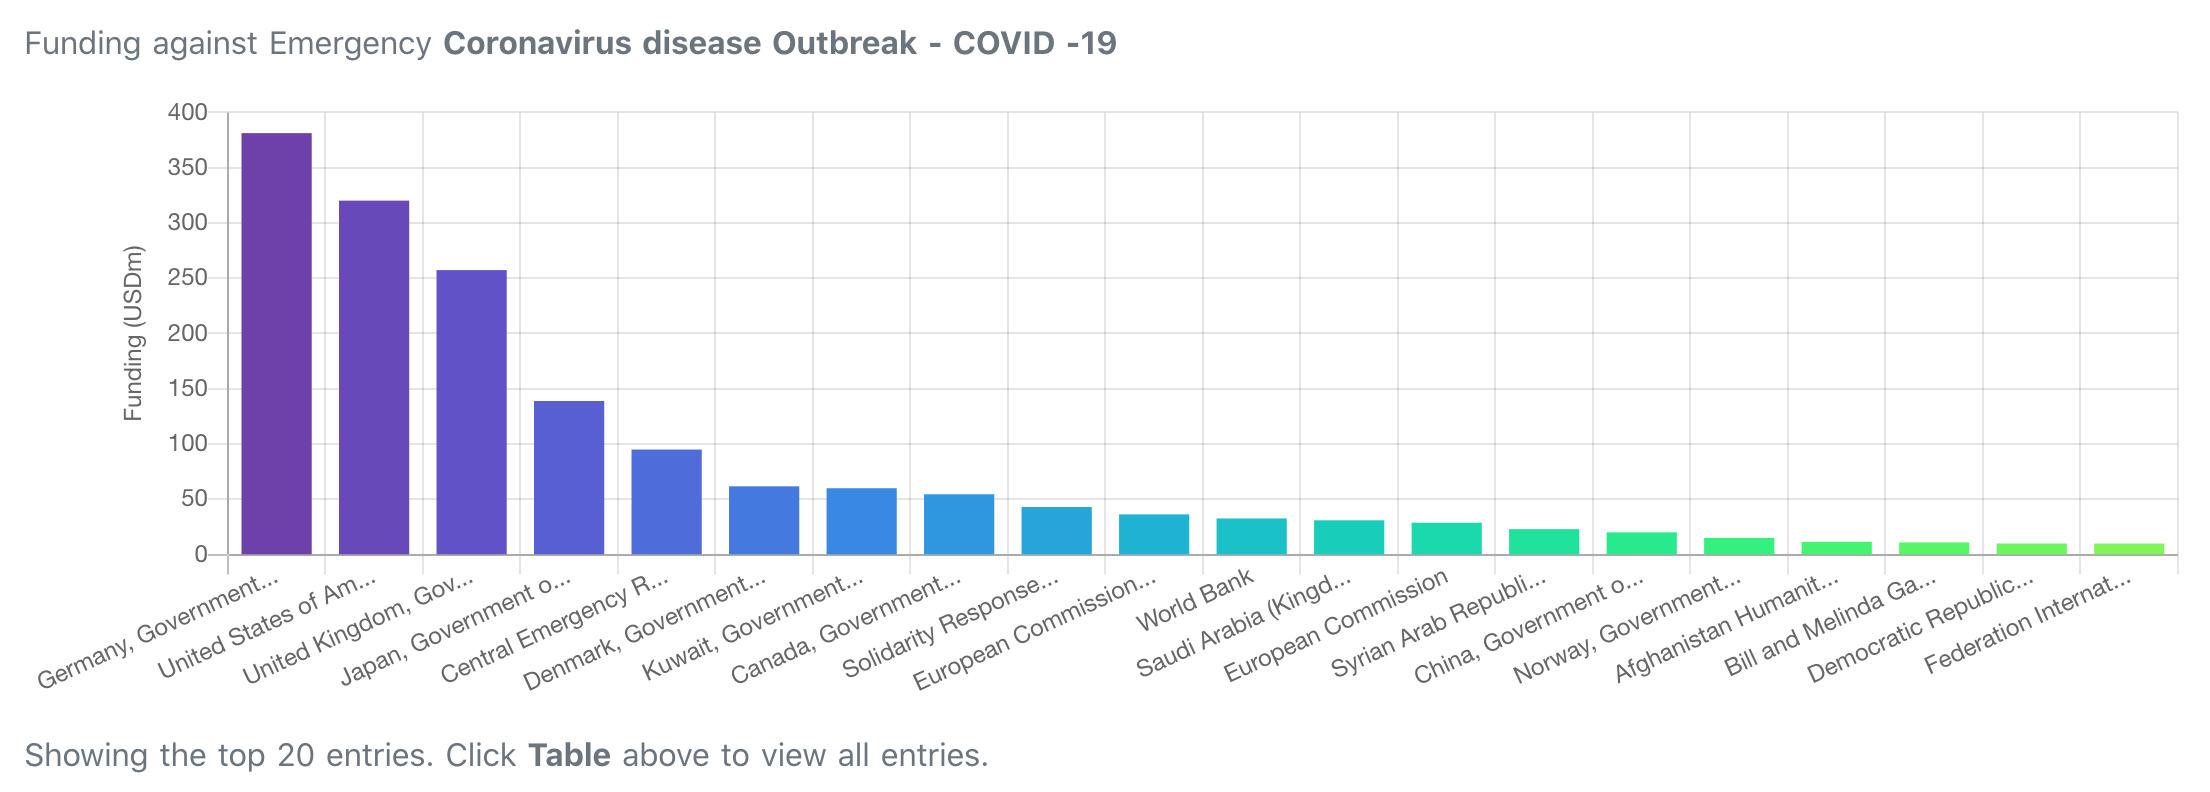 Funding against Emergency Coronavirus disease Outbreak - COVID -19
400
350
300
250
200
150
100
50
0
Funding (USDm)
Germany, Government...
United States of Am...
United Kingdom, Gov...
Japan, Government o...
Central Emergency R...
Denmark, Government...
Kuwait, Government...
Canada, Government...
Solidarity Response...
European Commission...
World Bank
Saudi Arabia (Kingd...
European Commission
Syrian Arab Republi...
China, Government o...
Norway, Government...
Afghanistan Humanit...
Bill and Melinda Ga...
Democratic Republic...
Federation Internat...
Showing the top 20 entries. Click Table above to view all entries.